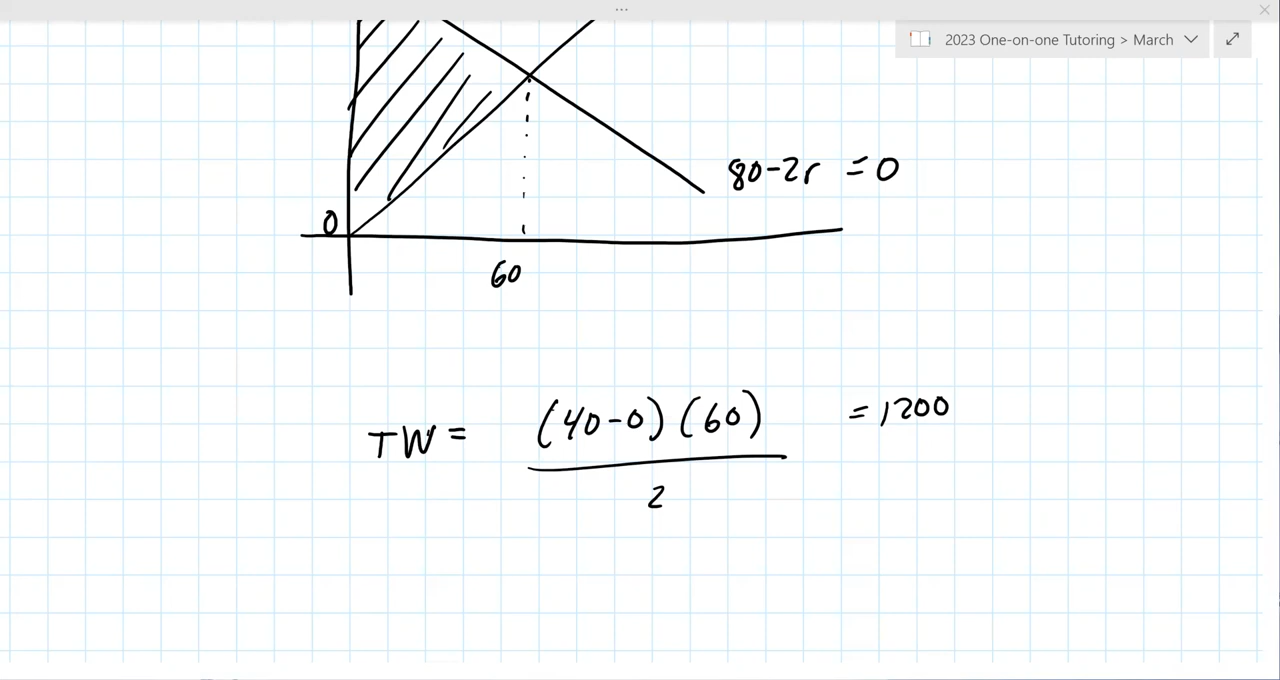 2023 One-on-one Tutoring > March
80-2r = 0
0
60
TW = (40-0)(60) = 1200
2